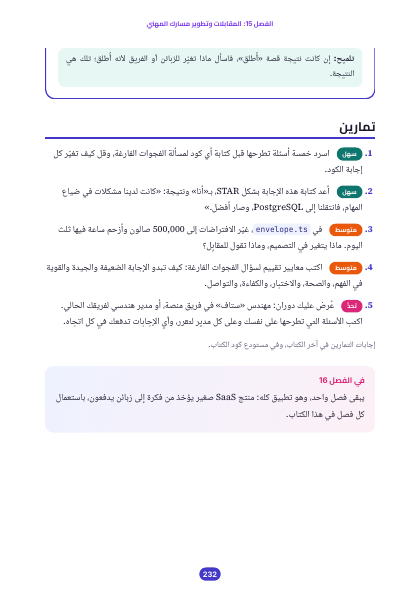 الفصل 15: المقابلات وتطوير مسارك المهني
تلميح: إن كانت نتيجة قصة «أُطلق»، فاسأل ماذا تغيّر للزبائن أو الفريق لأنه أُطلق؛ تلك هي
النتيجة.
تمارين
1. سهل اسرد خمسة أسئلة تطرحها قبل كتابة أي كود لمسألة الفجوات الفارغة، وقل كيف تغيّر كل
إجابة الكود.
2. سهل أعد كتابة هذه الإجابة بشكل STAR، بـ«أنا» ونتيجة: «كانت لدينا مشكلات في ضياع
المهام، فانتقلنا إلى PostgreSQL، وصار أفضل.»
3. متوسط في envelope.ts، غيّر الافتراضات إلى 500,000 صالون وأزحم ساعة فيها ثلث
اليوم. ماذا يتغير في التصميم، وماذا تقول للمقابِل؟
4. متوسط اكتب معايير تقييم لسؤال الفجوات الفارغة: كيف تبدو الإجابة الضعيفة والجيدة والقوية
في الفهم، والصحة، والاختبار، والكفاءة، والتواصل.
5. تحدٍّ عُرض عليك دوران: مهندس «ستاف» في فريق منصة، أو مدير هندسي لفريقك الحالي.
اكتب الأسئلة التي تطرحها على نفسك وعلى كل مدير لتقرر، وأي الإجابات تدفعك في كل اتجاه.
إجابات التمارين في آخر الكتاب، وفي مستودع كود الكتاب.
في الفصل 16
يبقى فصل واحد، وهو تطبيق كله: منتج SaaS صغير يؤخذ من فكرة إلى زبائن يدفعون، باستعمال
كل فصل في هذا الكتاب.
232